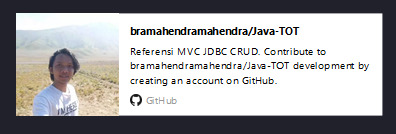 bramahendramahendra/Java-TOT
Referensi MVC JDBC CRUD. Contribute to
bramahendramahendra/Java-TOT development by
creating an account on GitHub.
GitHub